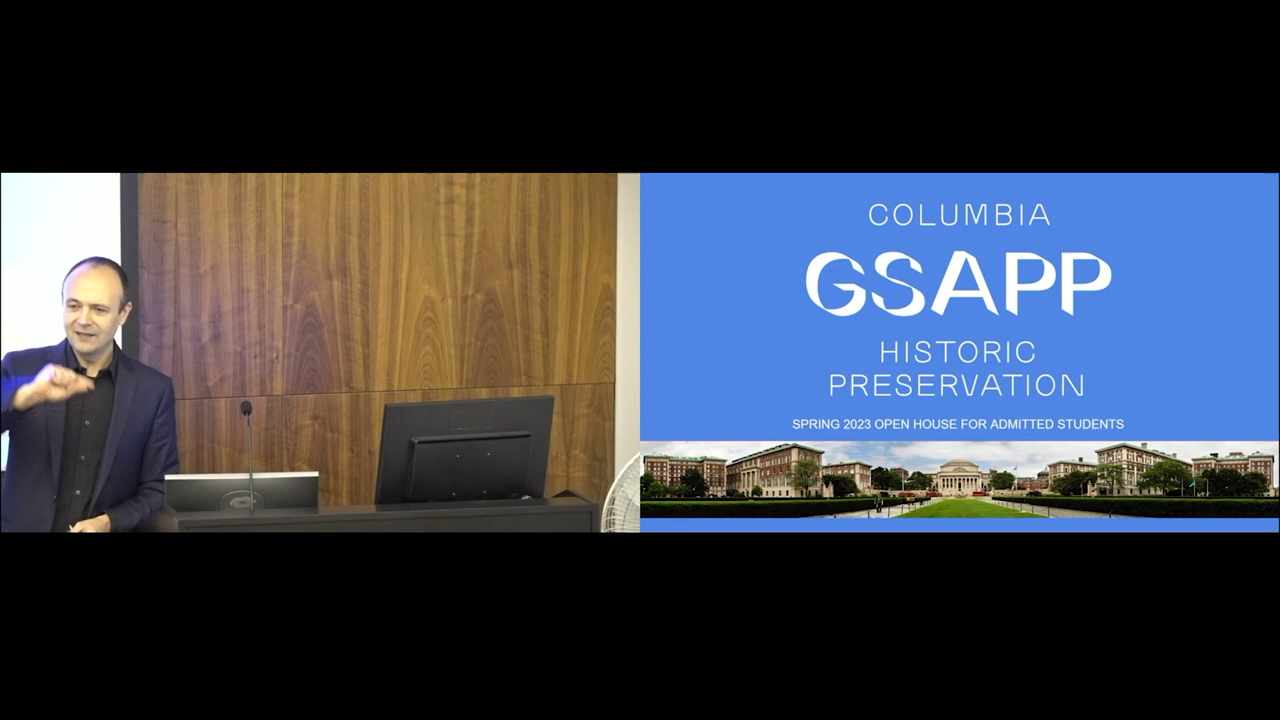 COLUMBIA
GSAPP
HISTORIC
PRESERVATION
SPRING 2023 OPEN HOUSE FOR ADMITTED STUDENTS